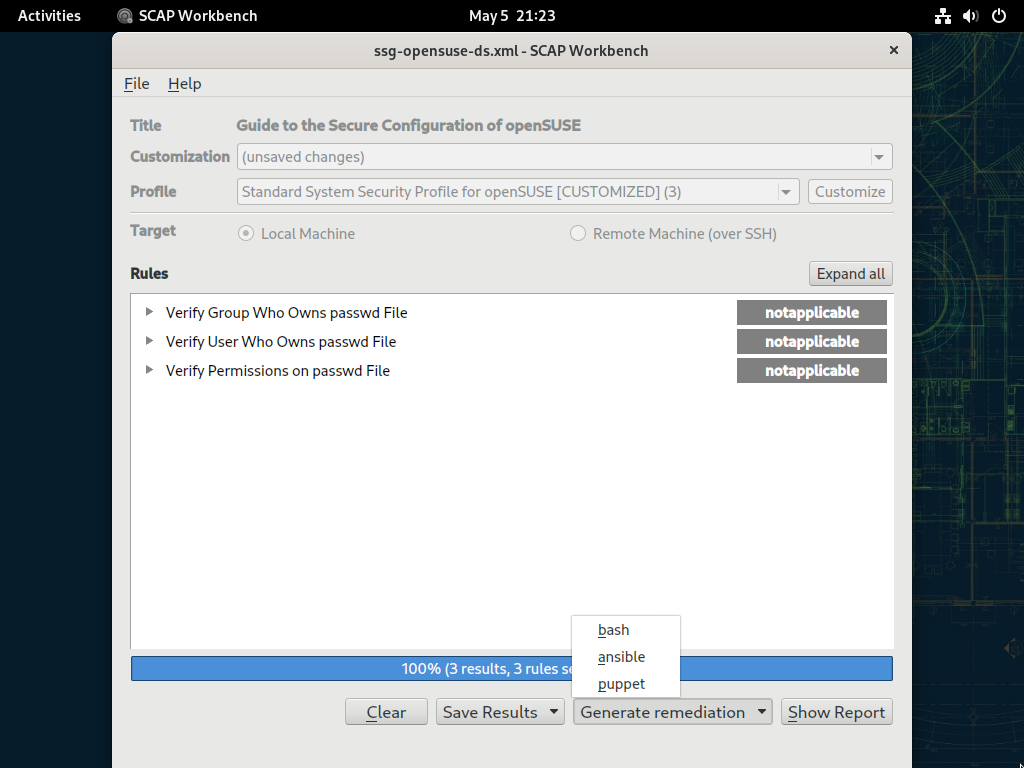 Activities SCAP Workbench May 5 21:23
ssg-opensuse-ds.xml - SCAP Workbench
File Help
Title Guide to the Secure Configuration of openSUSE
Customization (unsaved changes)
Profile Standard System Security Profile for openSUSE [CUSTOMIZED] (3) Customize
Target Local Machine Remote Machine (over SSH)
Rules Expand all
Verify Group Who Owns passwd File notapplicable
Verify User Who Owns passwd File notapplicable
Verify Permissions on passwd File notapplicable
bash
ansible
puppet
100% (3 results, 3 rules se
Clear Save Results Generate remediation Show Report